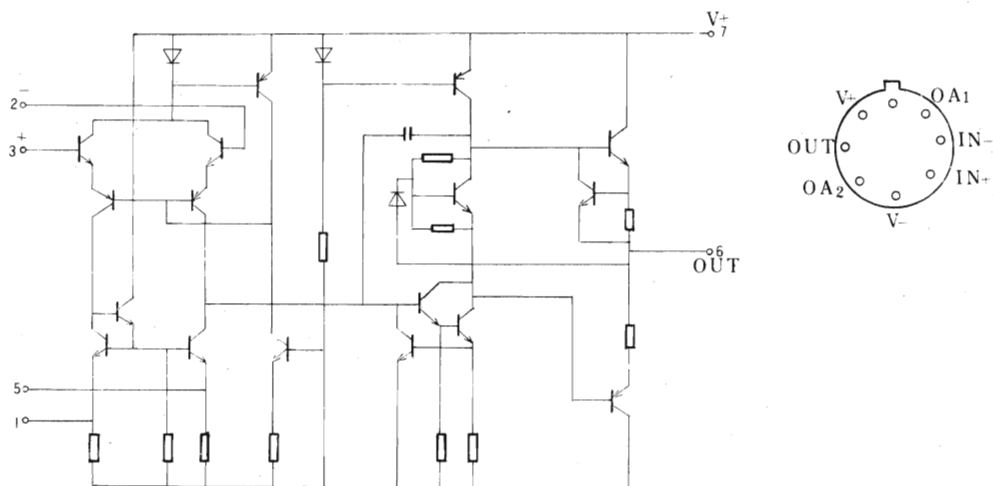 V+
7
−
2
+
3
6
OUT
5
1
V+
OA1
OUT
IN−
OA2
IN+
V−